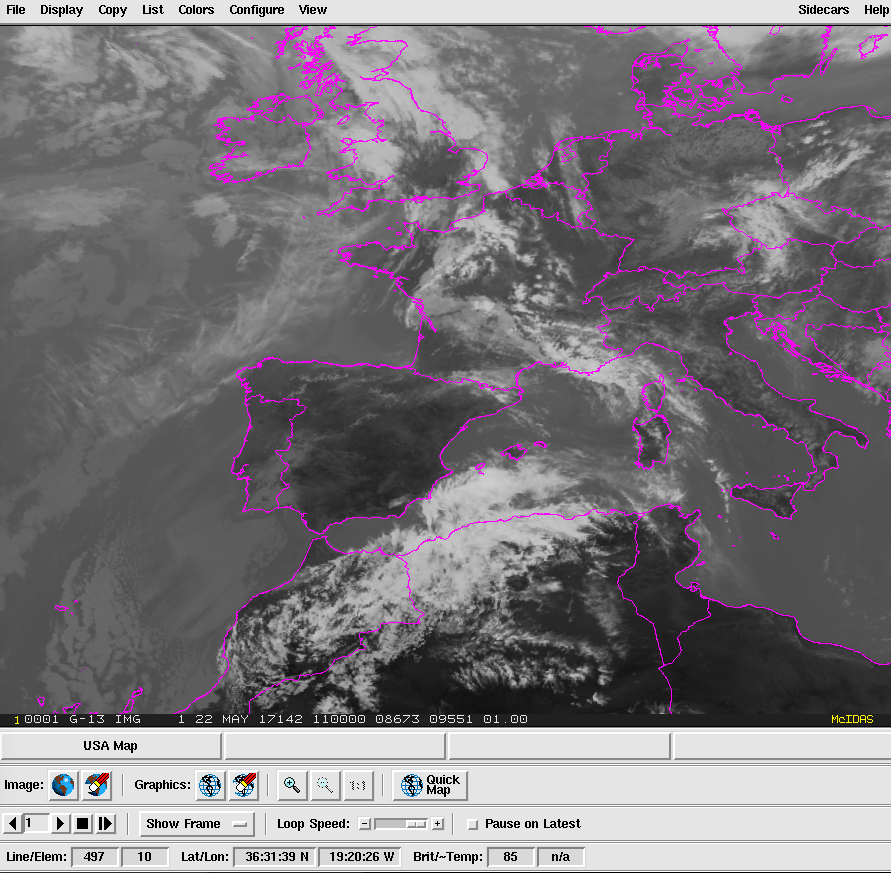 File Display Copy List Colors Configure View Sidecars Help
10001 G-13 IMG 1 22 MAY 17142 110000 08673 09551 01.00 McIDAS
USA Map
Image: Graphics: 1:1 Quick Map
1 Show Frame Loop Speed: - + Pause on Latest
Line/Elem: 497 10 Lat/Lon: 36:31:39 N 19:20:26 W Brit/~Temp: 85 n/a